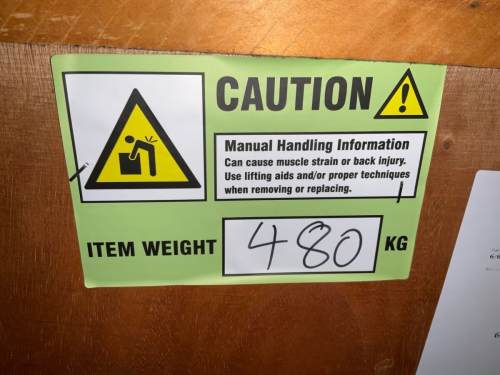 CAUTION
Manual Handling Information
Can cause muscle strain or back injury.
Use lifting aids and/or proper techniques
when removing or replacing.
ITEM WEIGHT 480 KG